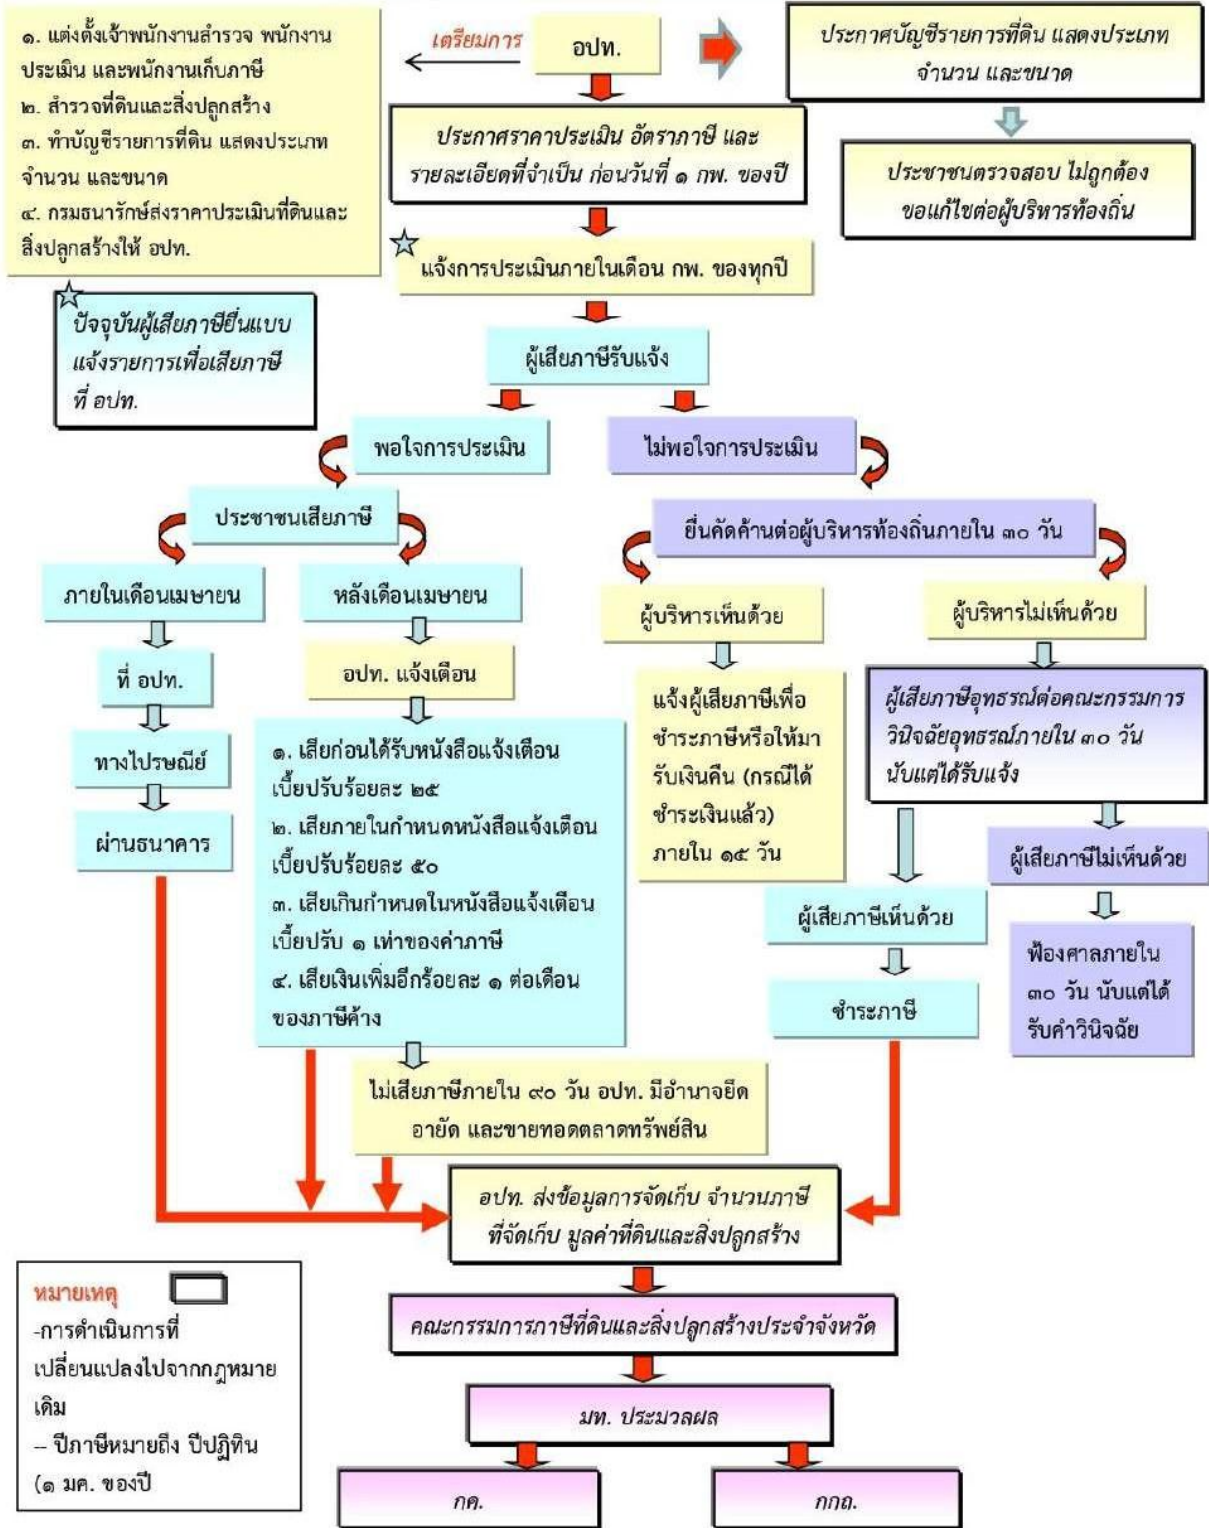 ๑. แต่งตั้งเจ้าพนักงานสำรวจ พนักงาน
ประเมิน และพนักงานเก็บภาษี
๒. สำรวจที่ดินและสิ่งปลูกสร้าง
๓. ทำบัญชีรายการที่ดิน แสดงประเภท
จำนวน และขนาด
๔. กรมธนารักษ์ส่งราคาประเมินที่ดินและ
สิ่งปลูกสร้างให้ อปท.
เตรียมการ
อปท.
ประกาศบัญชีรายการที่ดิน แสดงประเภท
จำนวน และขนาด
ประกาศราคาประเมิน อัตราภาษี และ
รายละเอียดที่จำเป็น ก่อนวันที่ ๑ กพ. ของปี
ประชาชนตรวจสอบ ไม่ถูกต้อง
ขอแก้ไขต่อผู้บริหารท้องถิ่น
แจ้งการประเมินภายในเดือน กพ. ของทุกปี
ปัจจุบันผู้เสียภาษียื่นแบบ
แจ้งรายการเพื่อเสียภาษี
ที่ อปท.
ผู้เสียภาษีรับแจ้ง
พอใจการประเมิน
ไม่พอใจการประเมิน
ประชาชนเสียภาษี
ยื่นคัดค้านต่อผู้บริหารท้องถิ่นภายใน ๓๐ วัน
ภายในเดือนเมษายน
หลังเดือนเมษายน
ผู้บริหารเห็นด้วย
ผู้บริหารไม่เห็นด้วย
ที่ อปท.
อปท. แจ้งเตือน
แจ้งผู้เสียภาษีเพื่อ
ชำระภาษีหรือให้มา
รับเงินคืน (กรณีได้
ชำระเงินแล้ว)
ภายใน ๑๕ วัน
ผู้เสียภาษีอุทธรณ์ต่อคณะกรรมการ
วินิจฉัยอุทธรณ์ภายใน ๓๐ วัน
นับแต่ได้รับแจ้ง
ทางไปรษณีย์
ผ่านธนาคาร
๑. เสียก่อนได้รับหนังสือแจ้งเตือน
เบี้ยปรับร้อยละ ๒๕
๒. เสียภายในกำหนดหนังสือแจ้งเตือน
เบี้ยปรับร้อยละ ๕๐
๓. เสียเกินกำหนดในหนังสือแจ้งเตือน
เบี้ยปรับ ๑ เท่าของค่าภาษี
๔. เสียเงินเพิ่มอีกร้อยละ ๑ ต่อเดือน
ของภาษีค้าง
ผู้เสียภาษีไม่เห็นด้วย
ผู้เสียภาษีเห็นด้วย
ฟ้องศาลภายใน
๓๐ วัน นับแต่ได้
รับคำวินิจฉัย
ชำระภาษี
ไม่เสียภาษีภายใน ๙๐ วัน อปท. มีอำนาจยึด
อายัด และขายทอดตลาดทรัพย์สิน
อปท. ส่งข้อมูลการจัดเก็บ จำนวนภาษี
ที่จัดเก็บ มูลค่าที่ดินและสิ่งปลูกสร้าง
หมายเหตุ
-การดำเนินการที่
เปลี่ยนแปลงไปจากกฎหมาย
เดิม
– ปีภาษีหมายถึง ปีปฏิทิน
(๑ มค. ของปี
คณะกรรมการภาษีที่ดินและสิ่งปลูกสร้างประจำจังหวัด
มท. ประมวลผล
กค.
กกถ.